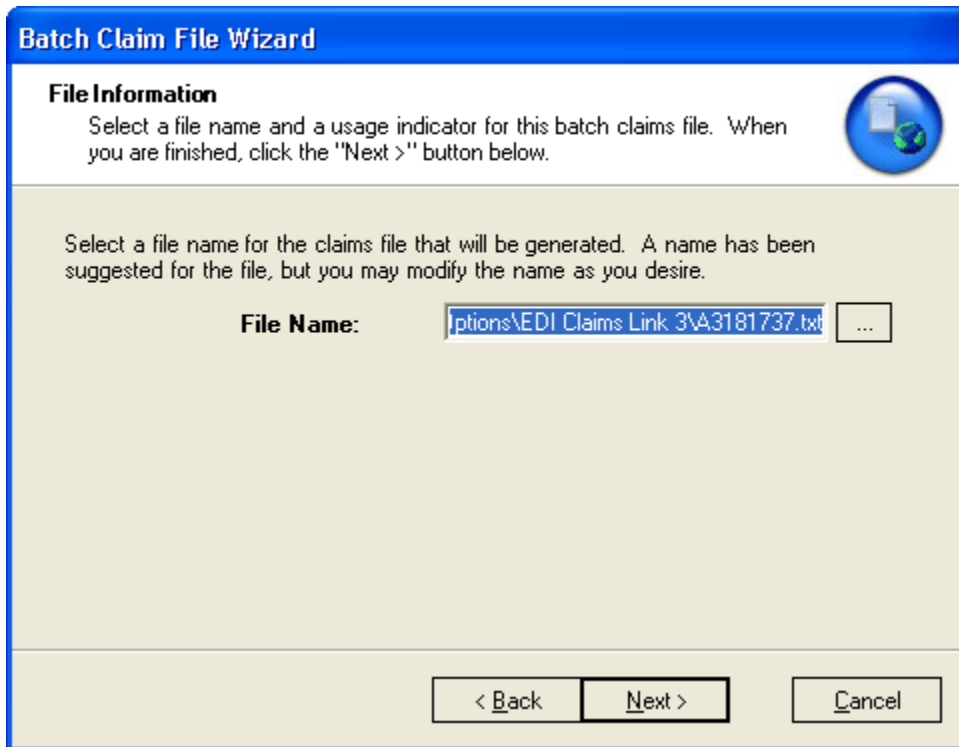 Batch Claim File Wizard
File Information
Select a file name and a usage indicator for this batch claims file. When
you are finished, click the "Next >" button below.
Select a file name for the claims file that will be generated. A name has been
suggested for the file, but you may modify the name as you desire.
File Name: ptions\EDI Claims Link 3\A3181737.txt ...
< Back Next > Cancel